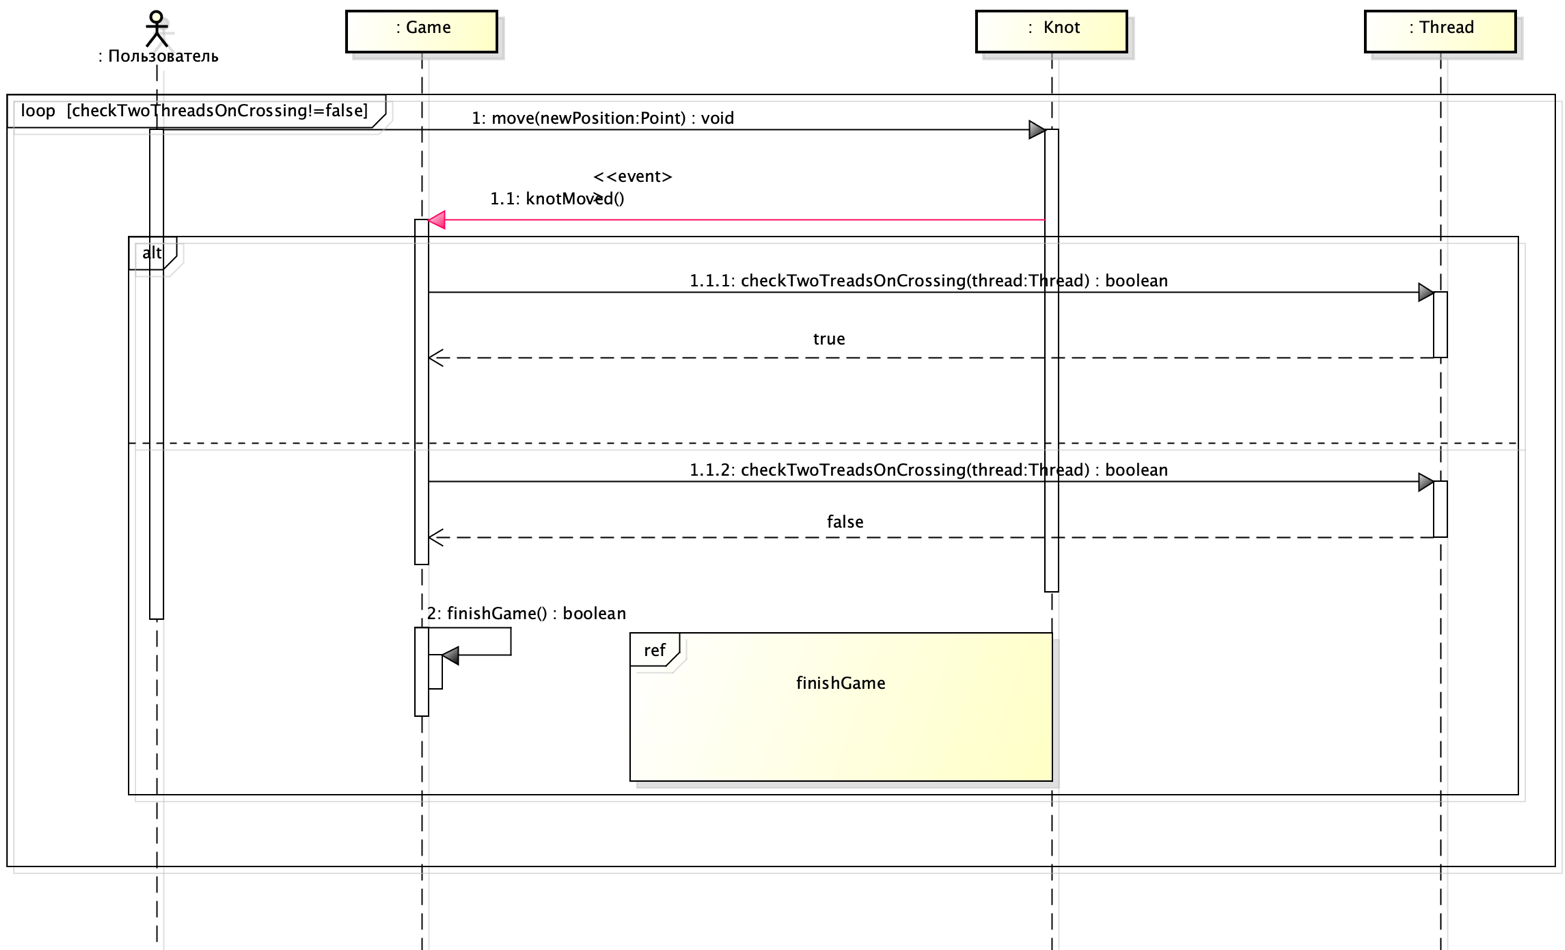 : Пользователь
: Game
: Knot
: Thread
loop [checkTwoThreadsOnCrossing!=false]
1: move(newPosition:Point) : void
<<event>
>
1.1: knotMoved()
alt
1.1.1: checkTwoTreadsOnCrossing(thread:Thread) : boolean
true
1.1.2: checkTwoTreadsOnCrossing(thread:Thread) : boolean
false
2: finishGame() : boolean
ref
finishGame